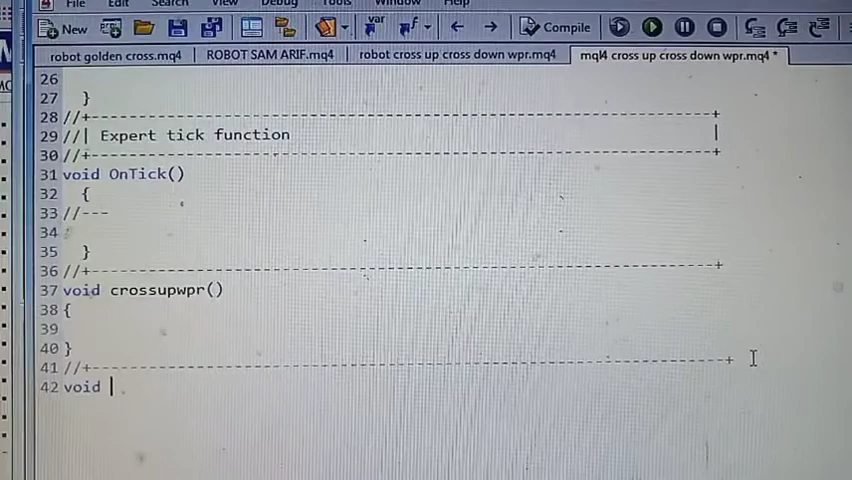 File Edit Search View Debug Tools Window Help
New var f Compile
robot golden cross.mq4 ROBOT SAM ARIF.mq4 robot cross up cross down wpr.mq4 mql4 cross up cross down wpr.mq4 *
26
27 }
28 //+------------------------------------------------------------------+
29 //| Expert tick function |
30 //+------------------------------------------------------------------+
31 void OnTick()
32 {
33 //---
34
35 }
36 //+------------------------------------------------------------------+
37 void crossupwpr()
38 {
39
40 }
41 //+------------------------------------------------------------------+
42 void